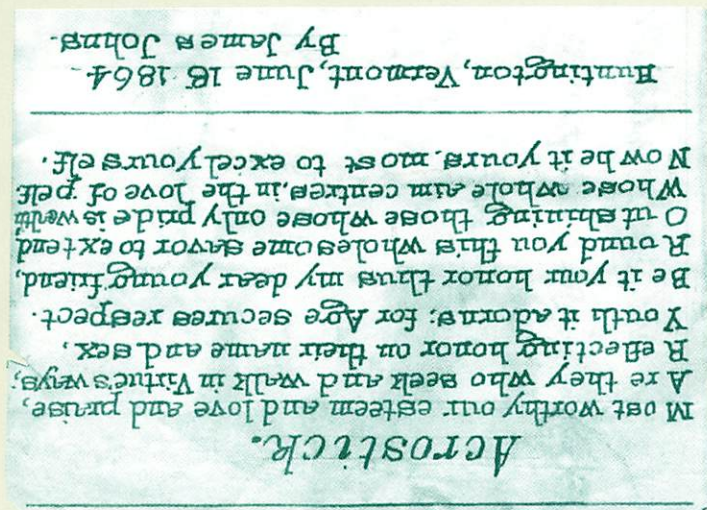 Acrostick.
Most worthy our esteem and love and praise,
Are they who seek and walk in Virtue's ways;
Reflecting honor on their name and sex,
Youth it adorns; for Age secures respect.
Be it your honor thus my dear young friend,
Round you this wholesome savor to extend
Outshining those whose only pride is wealth
Whose whole aim centres, in the love of pelf.
Now be it yours, most to excel yourself.
Huntington, Vermont, June 18 1864.
By James Johns.